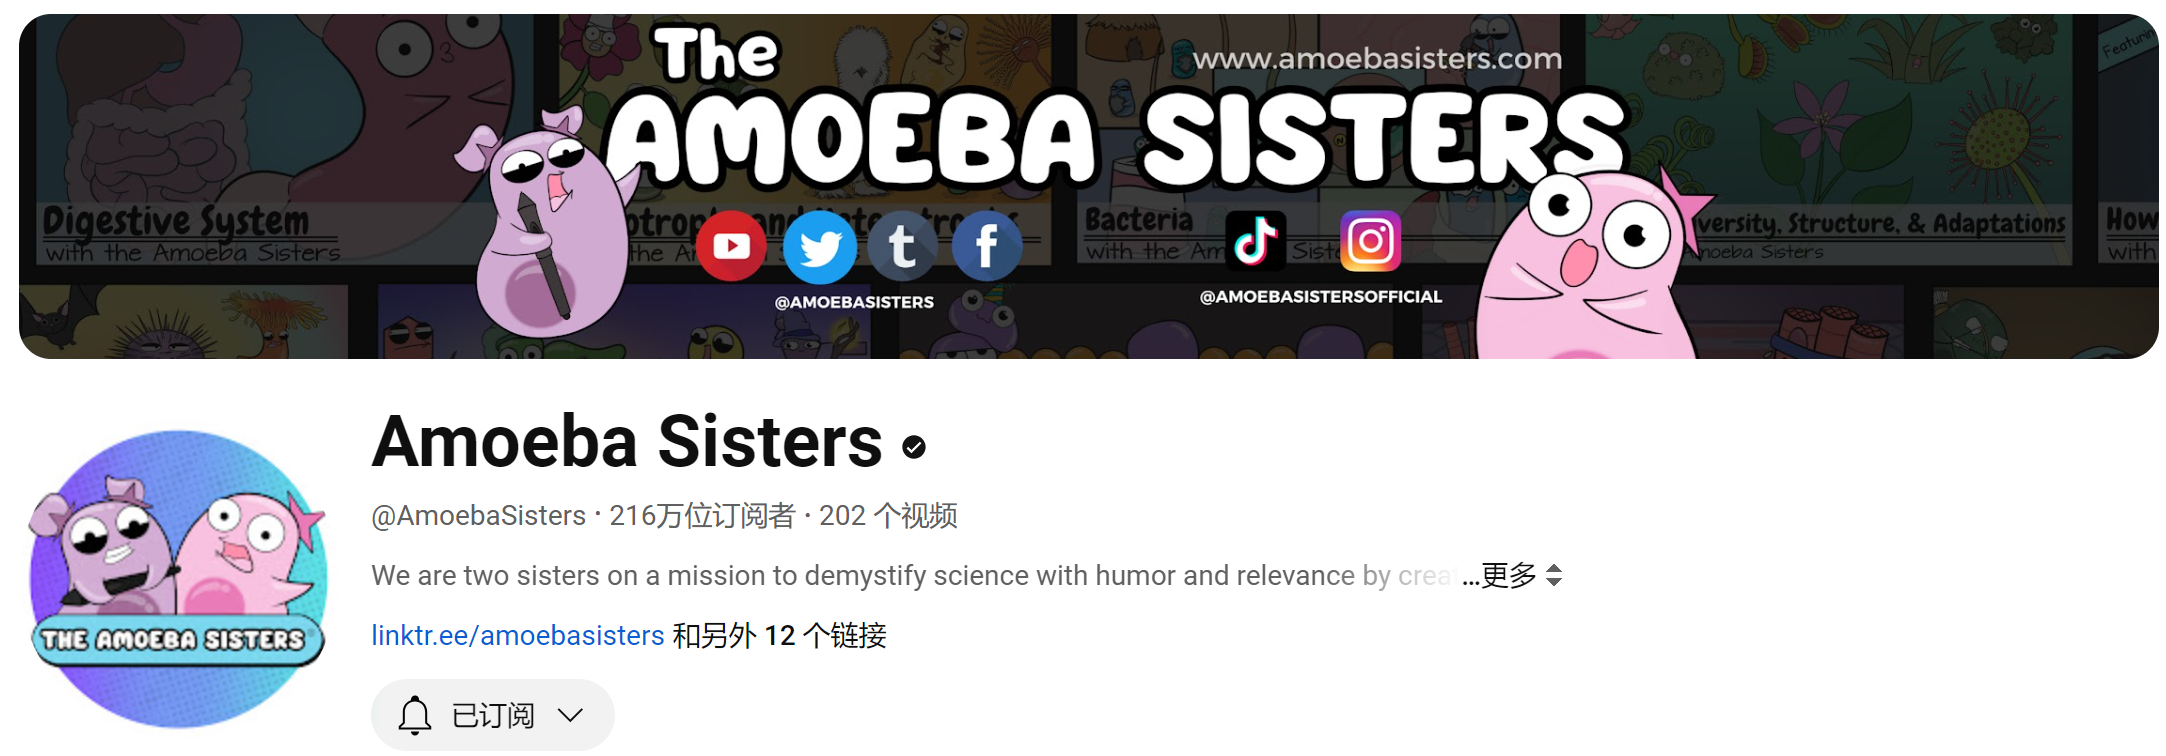 The
www.amoebasisters.com
AMOEBA SISTERS
Featurin
Digestive System
with the Amoeba Sisters
Bacteria
with the Am Siste
versity, Structure, & Adaptations
moeba Sisters
How
with
@AMOEBASISTERS
@AMOEBASISTERSOFFICIAL
THE AMOEBA SISTERS
Amoeba Sisters
@AmoebaSisters · 216万位订阅者 · 202 个视频
We are two sisters on a mission to demystify science with humor and relevance by crea ...更多
linktr.ee/amoebasisters 和另外 12 个链接
已订阅